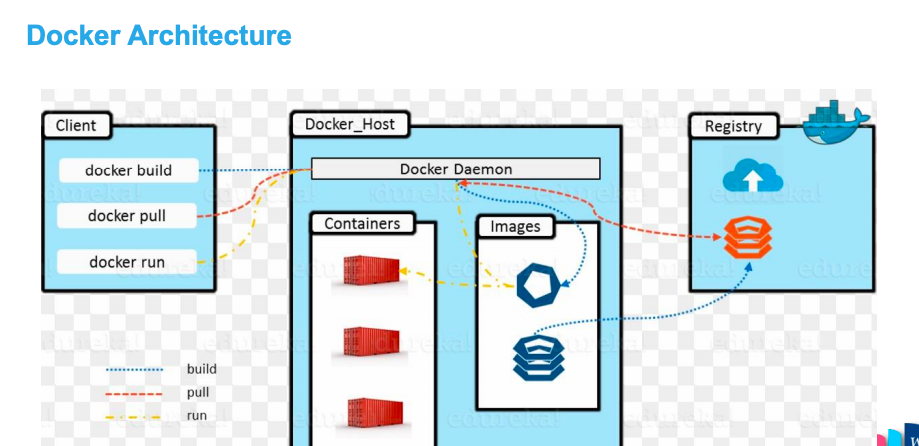 Docker Architecture
Client
docker build
docker pull
docker run
Docker_Host
Docker Daemon
Containers
Images
Registry
build
pull
run
edureka!